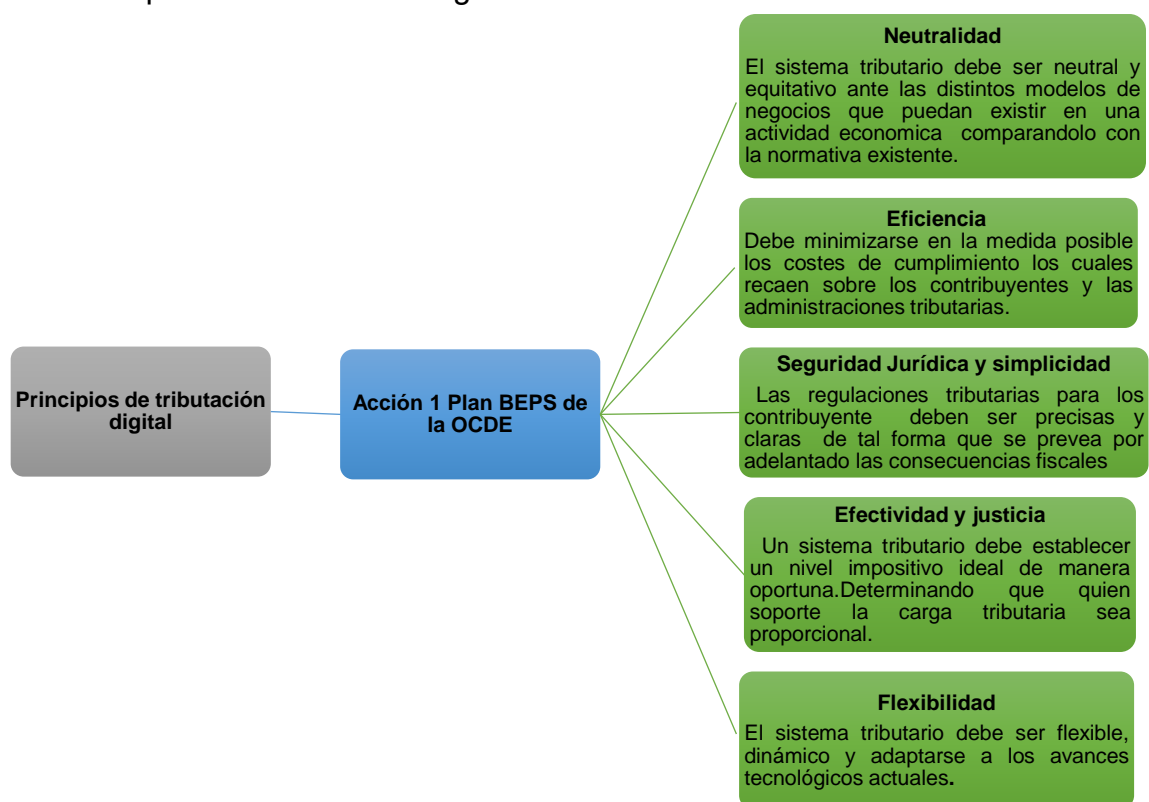 Principios de tributación
digital
Acción 1 Plan BEPS de
la OCDE
Neutralidad
El sistema tributario debe ser neutral y
equitativo ante las distintos modelos de
negocios que puedan existir en una
actividad economica comparandolo con
la normativa existente.
Eficiencia
Debe minimizarse en la medida posible
los costes de cumplimiento los cuales
recaen sobre los contribuyentes y las
administraciones tributarias.
Seguridad Jurídica y simplicidad
Las regulaciones tributarias para los
contribuyente deben ser precisas y
claras de tal forma que se prevea por
adelantado las consecuencias fiscales
Efectividad y justicia
Un sistema tributario debe establecer
un nivel impositivo ideal de manera
oportuna.Determinando que quien
soporte la carga tributaria sea
proporcional.
Flexibilidad
El sistema tributario debe ser flexible,
dinámico y adaptarse a los avances
tecnológicos actuales.